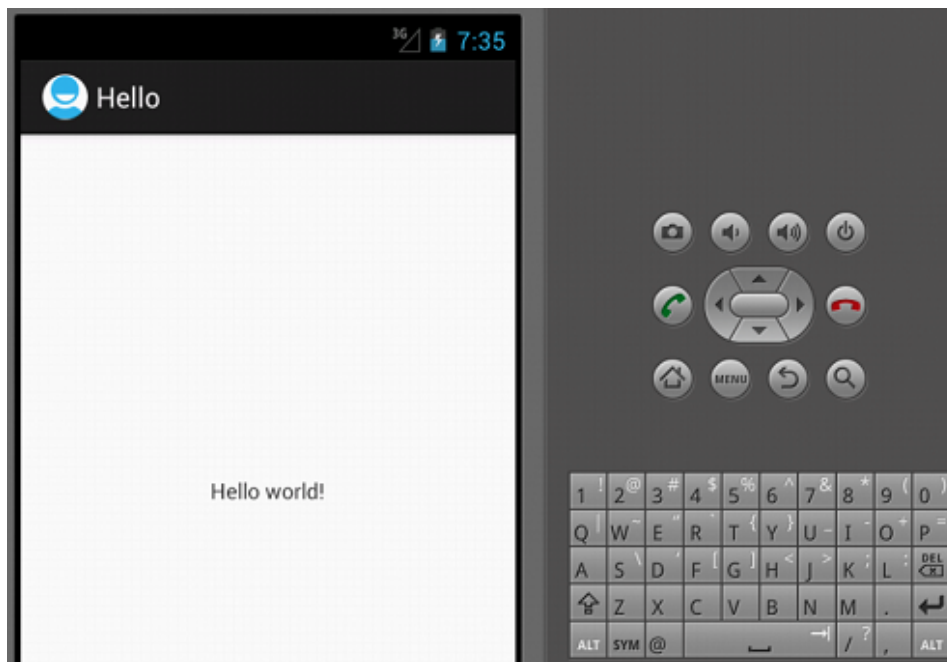 3G 7:35
Hello
Hello world!
MENU
1 ! 2 @ 3 # 4 $ 5 % 6 ^ 7 & 8 * 9 ( 0 )
Q | W ~ E " R ` T { Y } U _ I - O + P =
A S \ D ' F [ G ] H < J > K ; L : DEL
Z X C V B N M .
ALT SYM @ / ? , ALT